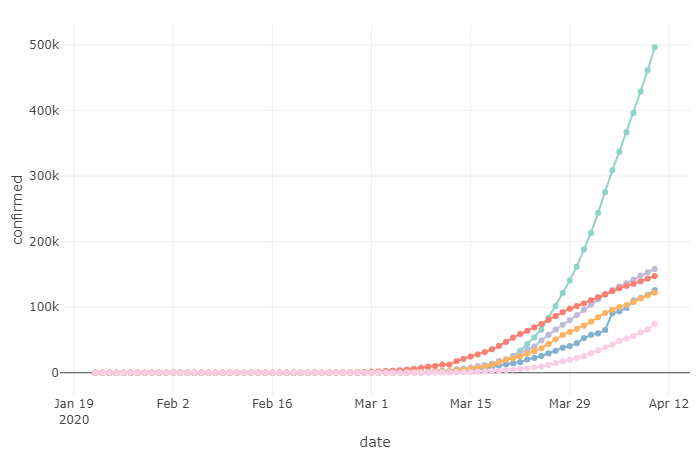 500k
400k
300k
200k
100k
0
confirmed
Jan 19
2020
Feb 2
Feb 16
Mar 1
Mar 15
Mar 29
Apr 12
date